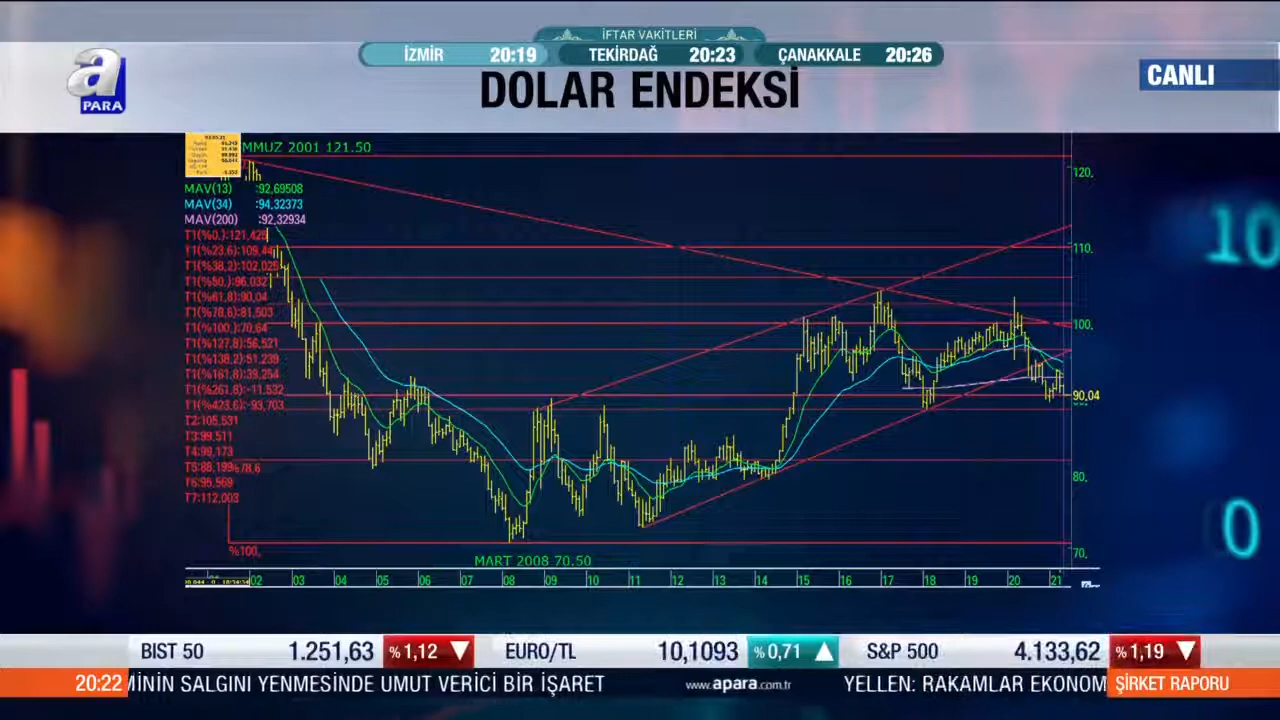 İFTAR VAKİTLERİ
İZMİR 20:19 TEKİRDAĞ 20:23 ÇANAKKALE 20:26
a PARA
DOLAR ENDEKSİ
CANLI
MMUZ 2001 121.50
MAV(13) :92,69508
MAV(34) :94,32373
MAV(200) :92,32934
T1(%0,):121,425
T1(%23,6):109,44
T1(%38,2):102,025
T1(%50,):96,032
T1(%61,8):90,04
T1(%78,6):81,503
T1(%100,):70,64
T1(%127,8):56,521
T1(%138,2):51,239
T1(%161,8):39,254
T1(%261,8):-11,532
T1(%423,6):-93,703
T2:105,531
T3:99,511
T4:99,173
T5:88,199%78.6
T6:95,569
T7:112,003
%100,
120,
110,
100,
90,04
80,
70,
MART 2008 70.50
02 03 04 05 06 07 08 09 10 11 12 13 14 15 16 17 18 19 20 21
10
0
BIST 50 1.251,63 %1,12 EURO/TL 10,1093 %0,71 S&P 500 4.133,62 %1,19
20:22 MİNİN SALGINI YENMESİNDE UMUT VERİCİ BİR İŞARET www.apara.com.tr YELLEN: RAKAMLAR EKONOM ŞİRKET RAPORU